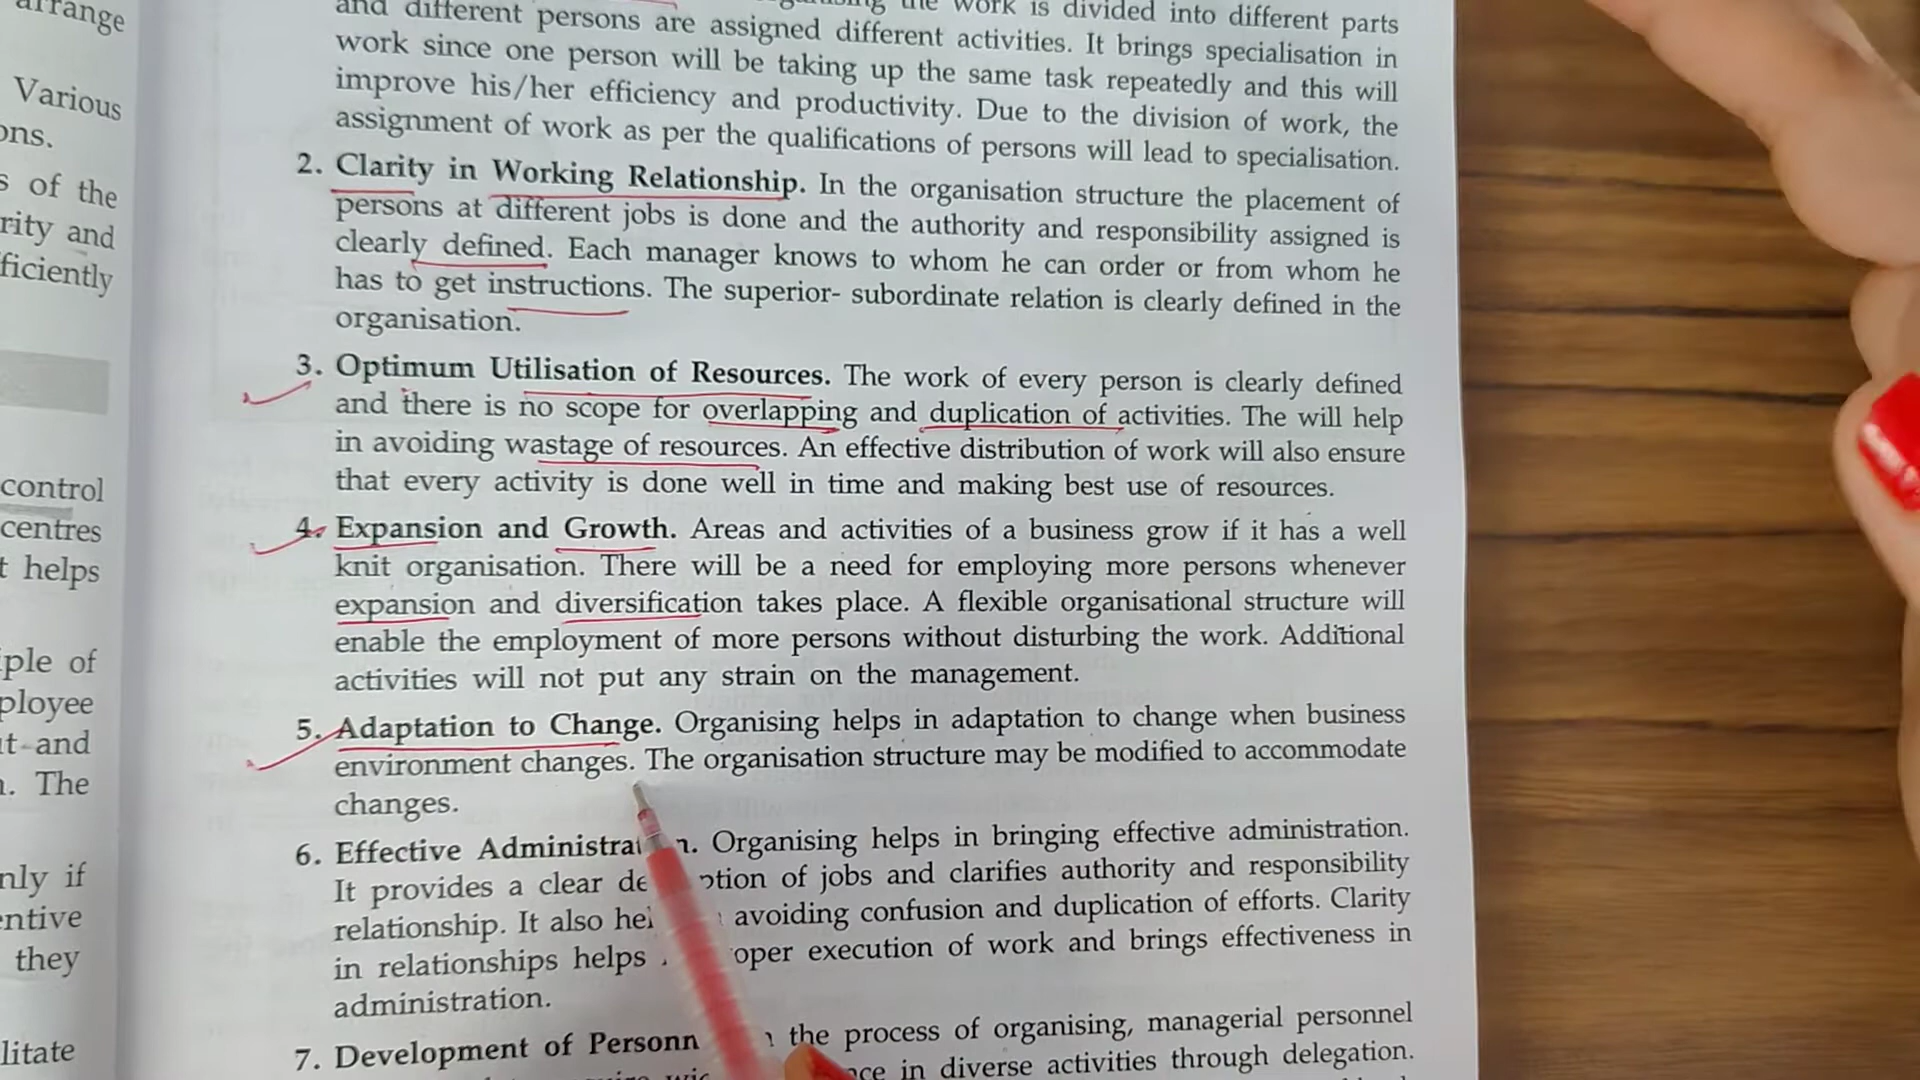 arrange
Various
ons.
s of the
rity and
ficiently
control
centres
t helps
iple of
ployee
it and
n. The
nly if
entive
they
litate
and different persons are assigned different activities. It brings specialisation in
work since one person will be taking up the same task repeatedly and this will
improve his/her efficiency and productivity. Due to the division of work, the
assignment of work as per the qualifications of persons will lead to specialisation.
2. Clarity in Working Relationship. In the organisation structure the placement of
persons at different jobs is done and the authority and responsibility assigned is
clearly defined. Each manager knows to whom he can order or from whom he
has to get instructions. The superior- subordinate relation is clearly defined in the
organisation.
3. Optimum Utilisation of Resources. The work of every person is clearly defined
and there is no scope for overlapping and duplication of activities. The will help
in avoiding wastage of resources. An effective distribution of work will also ensure
that every activity is done well in time and making best use of resources.
4. Expansion and Growth. Areas and activities of a business grow if it has a well
knit organisation. There will be a need for employing more persons whenever
expansion and diversification takes place. A flexible organisational structure will
enable the employment of more persons without disturbing the work. Additional
activities will not put any strain on the management.
5. Adaptation to Change. Organising helps in adaptation to change when business
environment changes. The organisation structure may be modified to accommodate
changes.
6. Effective Administra n. Organising helps in bringing effective administration.
It provides a clear de ption of jobs and clarifies authority and responsibility
relationship. It also hel avoiding confusion and duplication of efforts. Clarity
in relationships helps oper execution of work and brings effectiveness in
administration.
7. Development of Personn the process of organising, managerial personnel
ce in diverse activities through delegation.